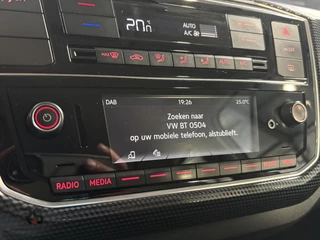 20.0
AUTO
A/C
DAB 19:26 25.0°C
Zoeken naar
VW BT 0504
op uw mobiele telefoon, alstublieft.
RADIO MEDIA